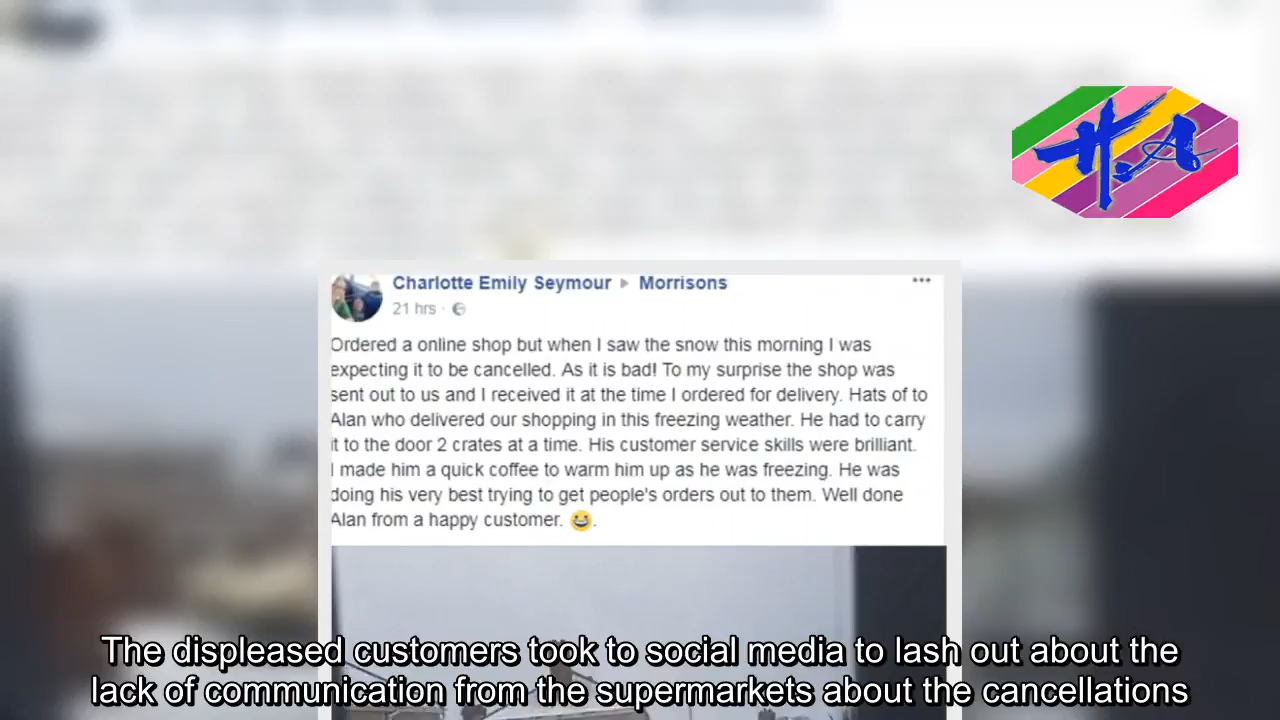 H.A
Charlotte Emily Seymour ▸ Morrisons
21 hrs ·
Ordered a online shop but when I saw the snow this morning I was
expecting it to be cancelled. As it is bad! To my surprise the shop was
sent out to us and I received it at the time I ordered for delivery. Hats of to
Alan who delivered our shopping in this freezing weather. He had to carry
it to the door 2 crates at a time. His customer service skills were brilliant.
I made him a quick coffee to warm him up as he was freezing. He was
doing his very best trying to get people's orders out to them. Well done
Alan from a happy customer. 😀.
The displeased customers took to social media to lash out about the
lack of communication from the supermarkets about the cancellations